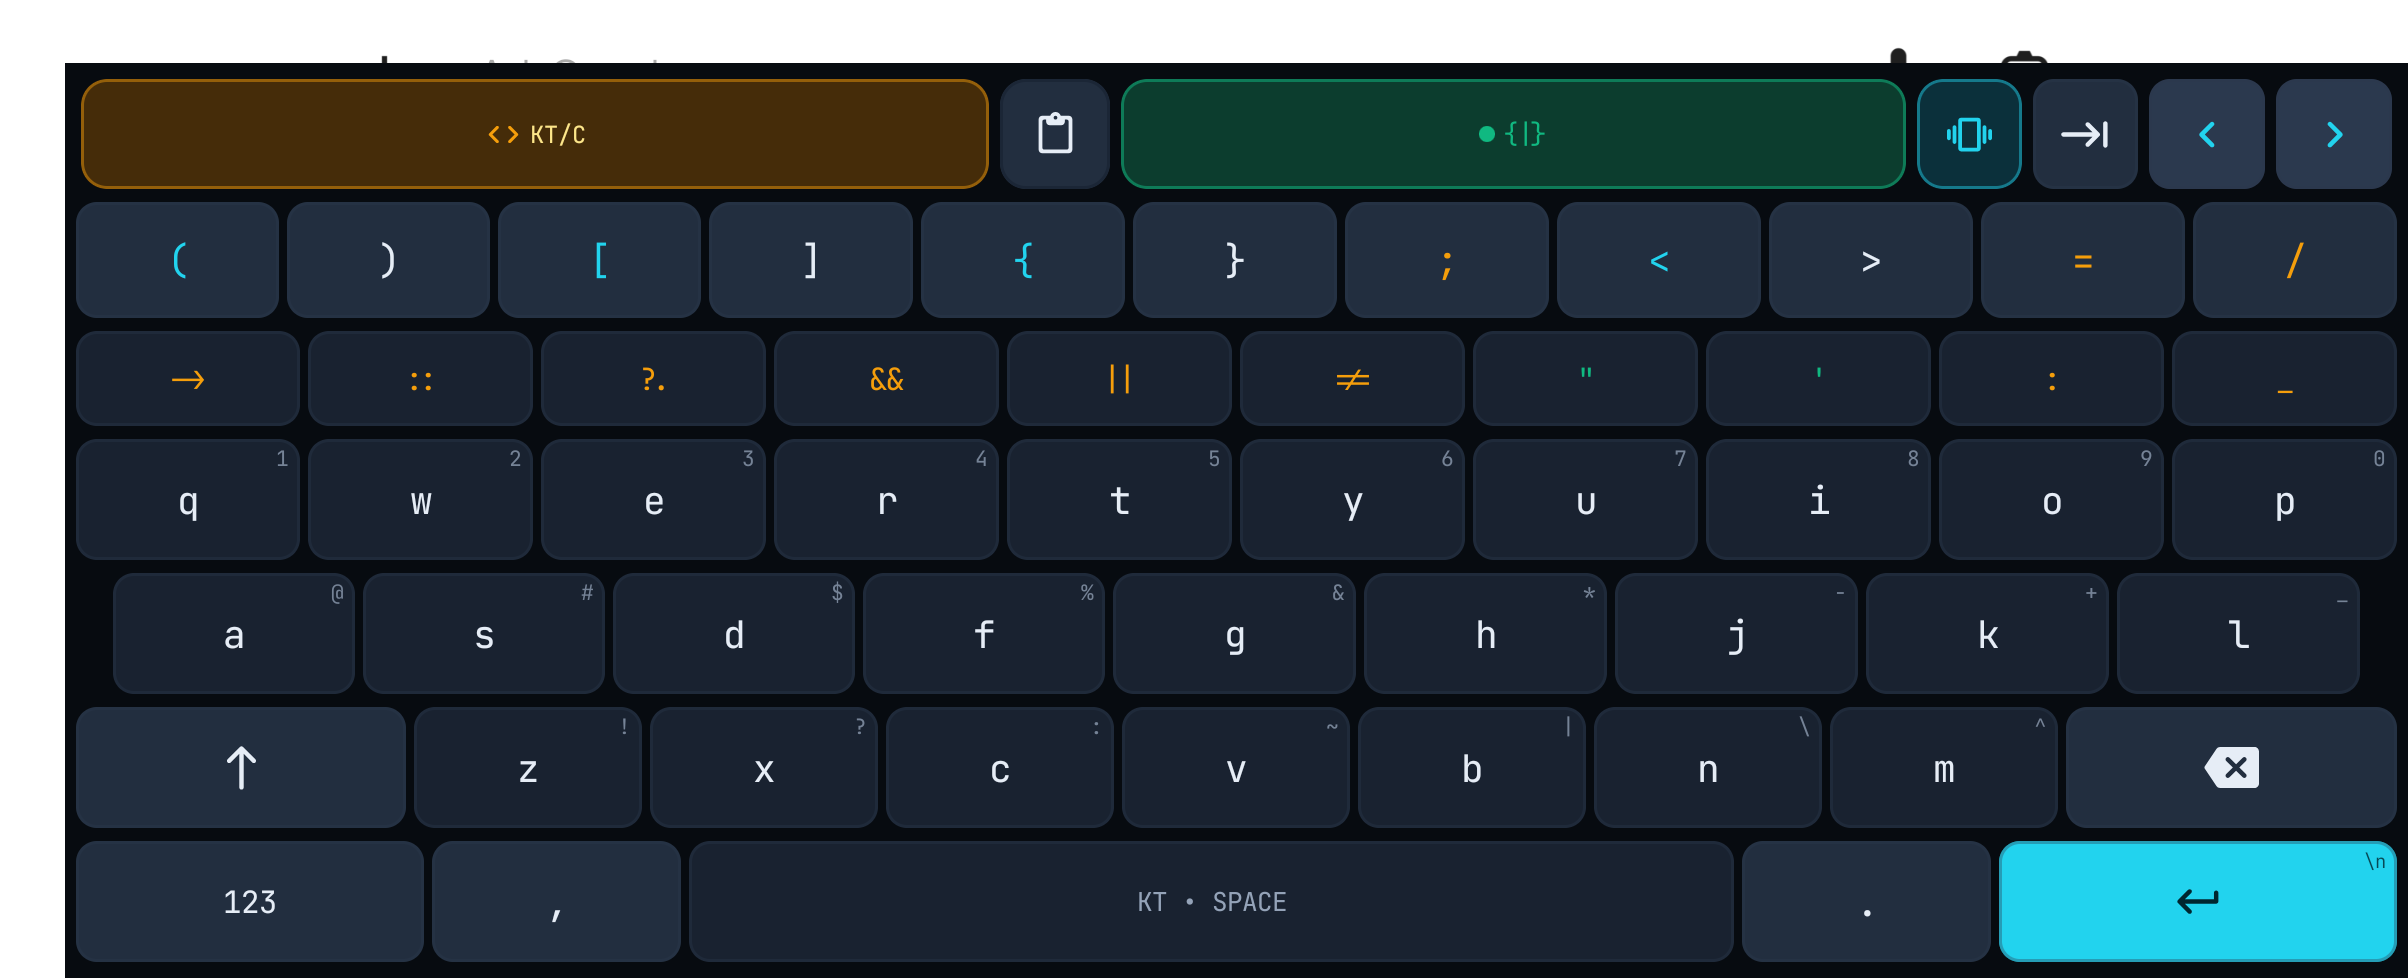 <> KT/C {|}
( ) [ ] { } ; < > = /
-> :: ?. && || != " ' : _
1 2 3 4 5 6 7 8 9 0
q w e r t y u i o p
@ # $ % & * - + _
a s d f g h j k l
! ? : ~ | \ ^
z x c v b n m
\n
123 , KT • SPACE .